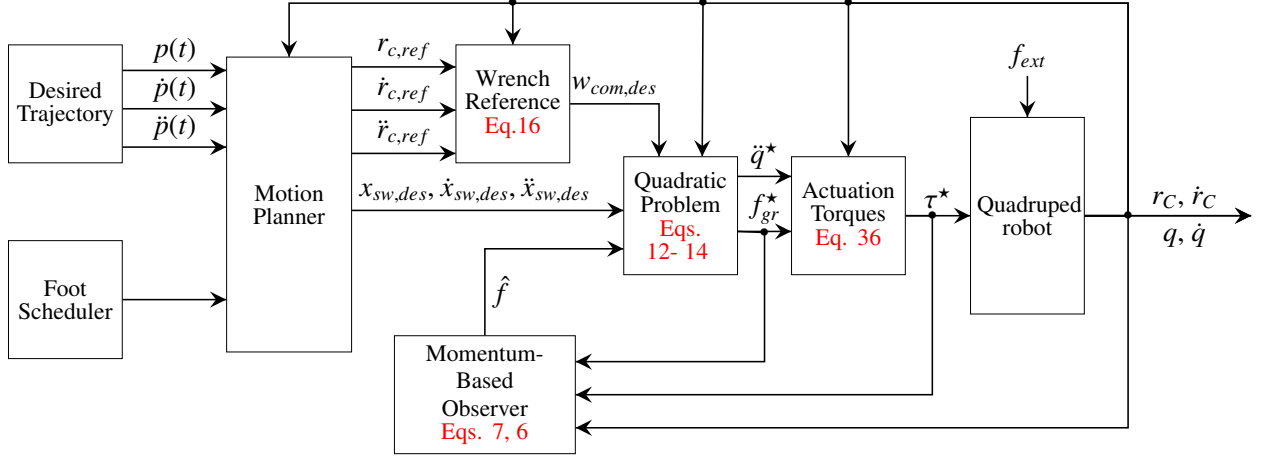 Desired
Trajectory
p(t)
ṗ(t)
p̈(t)
Foot
Scheduler
Motion
Planner
r_{c,ref}
ṙ_{c,ref}
r̈_{c,ref}
x_{sw,des}, ẋ_{sw,des}, ẍ_{sw,des}
Wrench
Reference
Eq.16
w_{com,des}
Quadratic
Problem
Eqs.
12- 14
q̈^★
f_{gr}^★
Actuation
Torques
Eq. 36
τ^★
f_{ext}
Quadruped
robot
r_C, ṙ_C
q, q̇
f̂
Momentum-
Based
Observer
Eqs. 7, 6